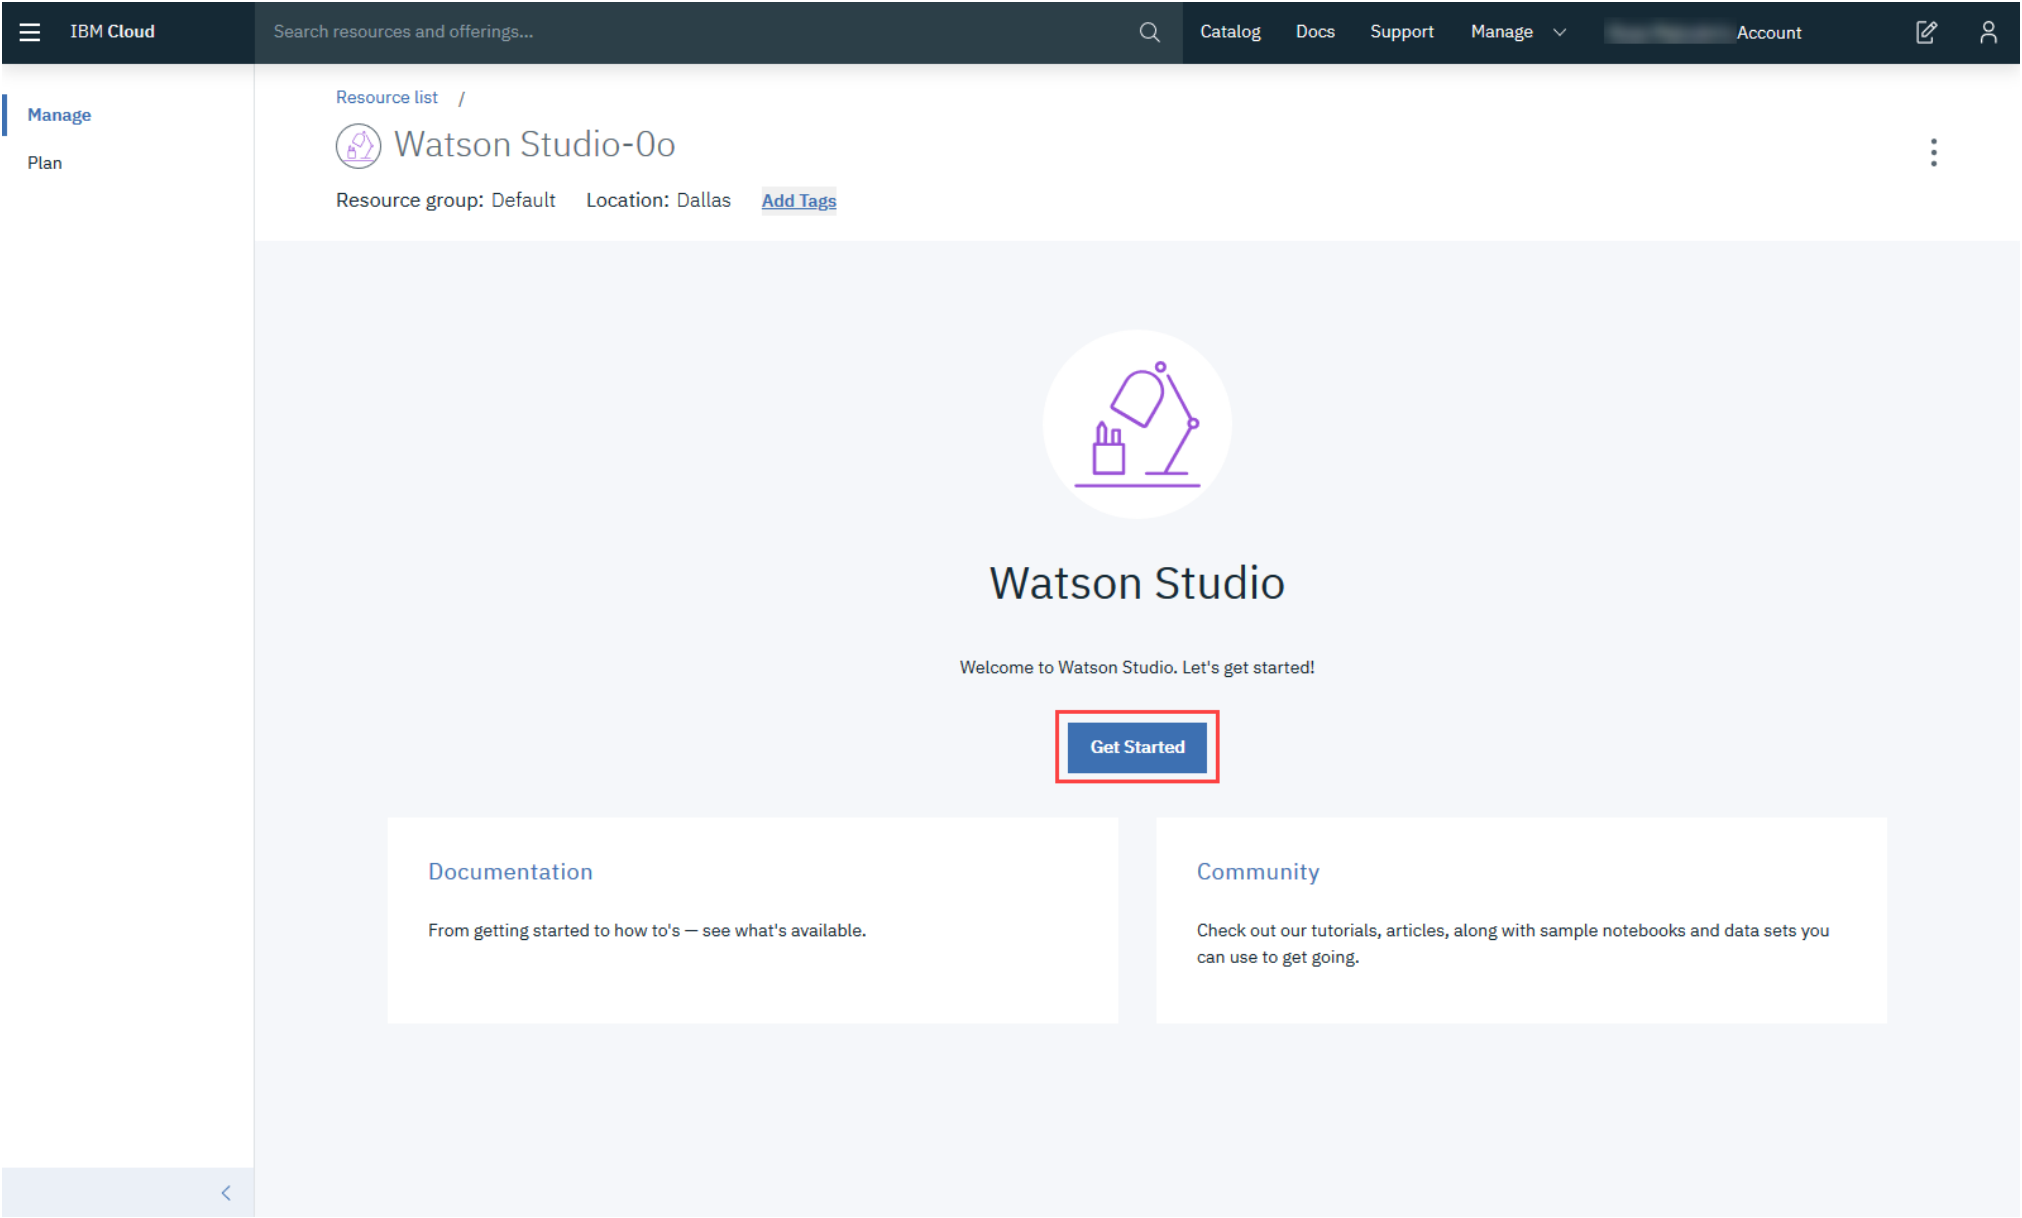 IBM Cloud
Search resources and offerings...
Catalog
Docs
Support
Manage
Account
Manage
Plan
Resource list /
Watson Studio-0o
Resource group: Default Location: Dallas Add Tags
Watson Studio
Welcome to Watson Studio. Let's get started!
Get Started
Documentation
From getting started to how to's — see what's available.
Community
Check out our tutorials, articles, along with sample notebooks and data sets you
can use to get going.